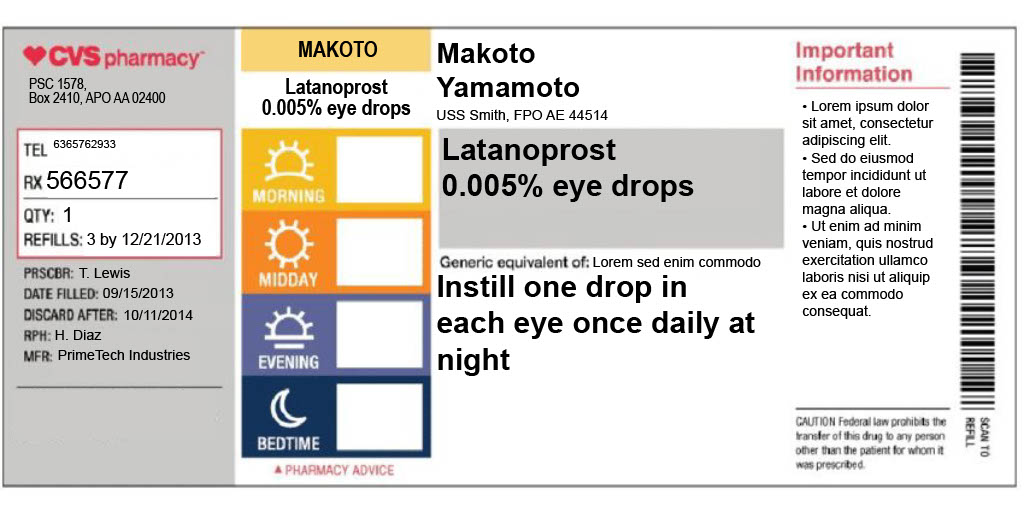 CVS pharmacy
PSC 1578,
Box 2410, APO AA 02400
TEL 6365762933
RX 566577
QTY: 1
REFILLS: 3 by 12/21/2013
PRSCBR: T. Lewis
DATE FILLED: 09/15/2013
DISCARD AFTER: 10/11/2014
RPH: H. Diaz
MFR: PrimeTech Industries
MAKOTO
Latanoprost
0.005% eye drops
MORNING
MIDDAY
EVENING
BEDTIME
▲ PHARMACY ADVICE
Makoto
Yamamoto
USS Smith, FPO AE 44514
Latanoprost
0.005% eye drops
Generic equivalent of: Lorem sed enim commodo
Instill one drop in
each eye once daily at
night
Important
Information
• Lorem ipsum dolor
sit amet, consectetur
adipiscing elit.
• Sed do eiusmod
tempor incididunt ut
labore et dolore
magna aliqua.
• Ut enim ad minim
veniam, quis nostrud
exercitation ullamco
laboris nisi ut aliquip
ex ea commodo
consequat.
CAUTION Federal law prohibits the
transfer of this drug to any person
other than the patient for whom it
was prescribed.
SCAN TO
REFILL